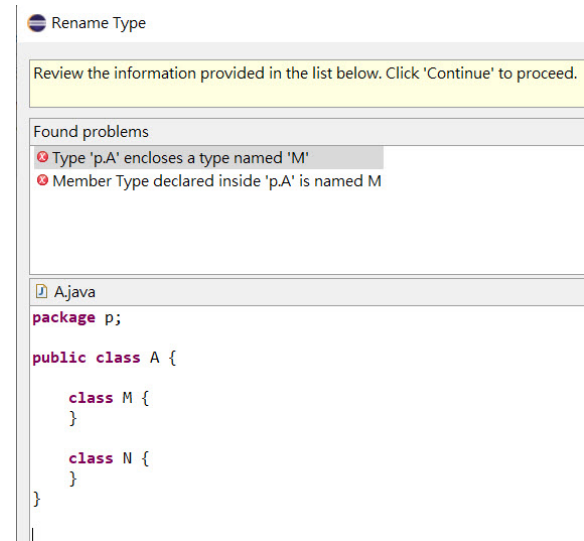 Rename Type
Review the information provided in the list below. Click 'Continue' to proceed.
Found problems
Type 'p.A' encloses a type named 'M'
Member Type declared inside 'p.A' is named M
A.java
package p;
public class A {
class M {
}
class N {
}
}